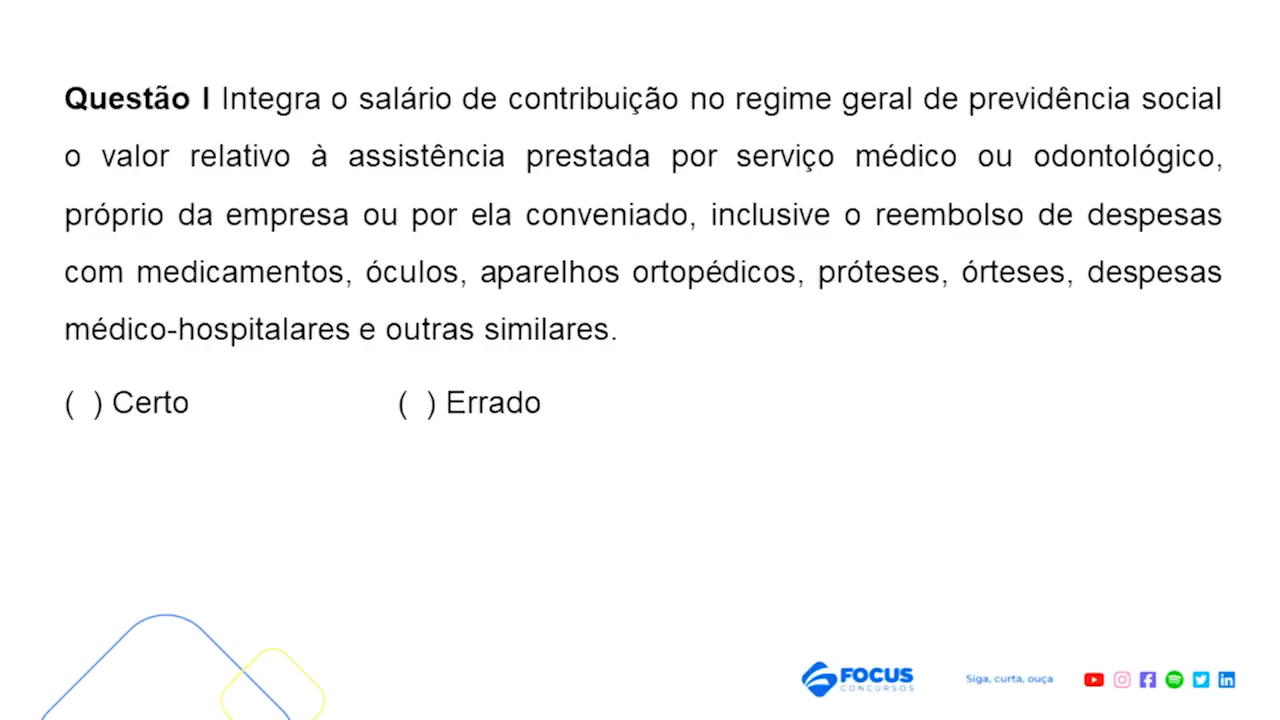 Questão I Integra o salário de contribuição no regime geral de previdência social
o valor relativo à assistência prestada por serviço médico ou odontológico,
próprio da empresa ou por ela conveniado, inclusive o reembolso de despesas
com medicamentos, óculos, aparelhos ortopédicos, próteses, órteses, despesas
médico-hospitalares e outras similares.
( ) Certo ( ) Errado
FOCUS
CONCURSOS
Siga, curta, ouça